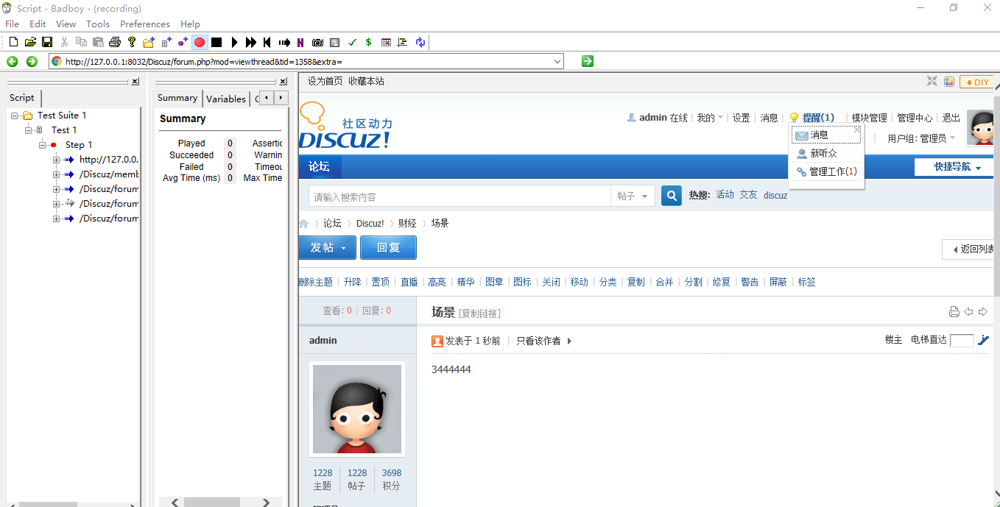 Script - Badboy - (recording)
File Edit View Tools Preferences Help
http://127.0.0.1:8032/Discuz/forum.php?mod=viewthread&tid=1358&extra=
Script
Test Suite 1
Test 1
Step 1
http://127.0.0.
/Discuz/memb
/Discuz/forum
/Discuz/forum
/Discuz/forum
Summary Variables
Summary
Played 0 Assertic
Succeeded 0 Warnin
Failed 0 Timeou
Avg Time (ms) 0 Max Time
设为首页 收藏本站 DIY
社区动力
DISCUZ!
admin 在线 我的 设置 消息 提醒(1) 模块管理 管理中心 退出
消息
新听众
管理工作(1)
用户组: 管理员
论坛 快捷导航
请输入搜索内容 帖子 热搜: 活动 交友 discuz
论坛 〉 Discuz! 〉 财经 〉 场景
发帖 回复 返回列表
删除主题 升降 置顶 直播 高亮 精华 图章 图标 关闭 移动 分类 复制 合并 分割 修复 警告 屏蔽 标签
查看: 0 回复: 0
场景 [复制链接]
admin
发表于 1 秒前 只看该作者 楼主 电梯直达
3444444
1228 1228 3698
主题 帖子 积分